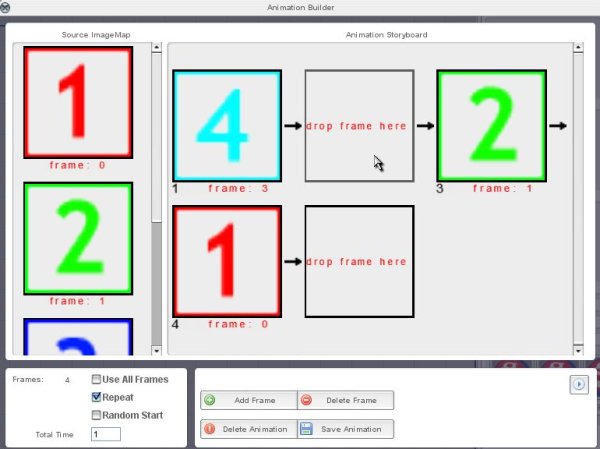 Animation Builder
Source ImageMap
Animation Storyboard
1
frame: 0
2
frame: 1
4
drop frame here
2
1 frame: 3
3 frame: 1
1
drop frame here
4 frame: 0
Frames: 4
Use All Frames
Repeat
Random Start
Total Time 1
Add Frame
Delete Frame
Delete Animation
Save Animation